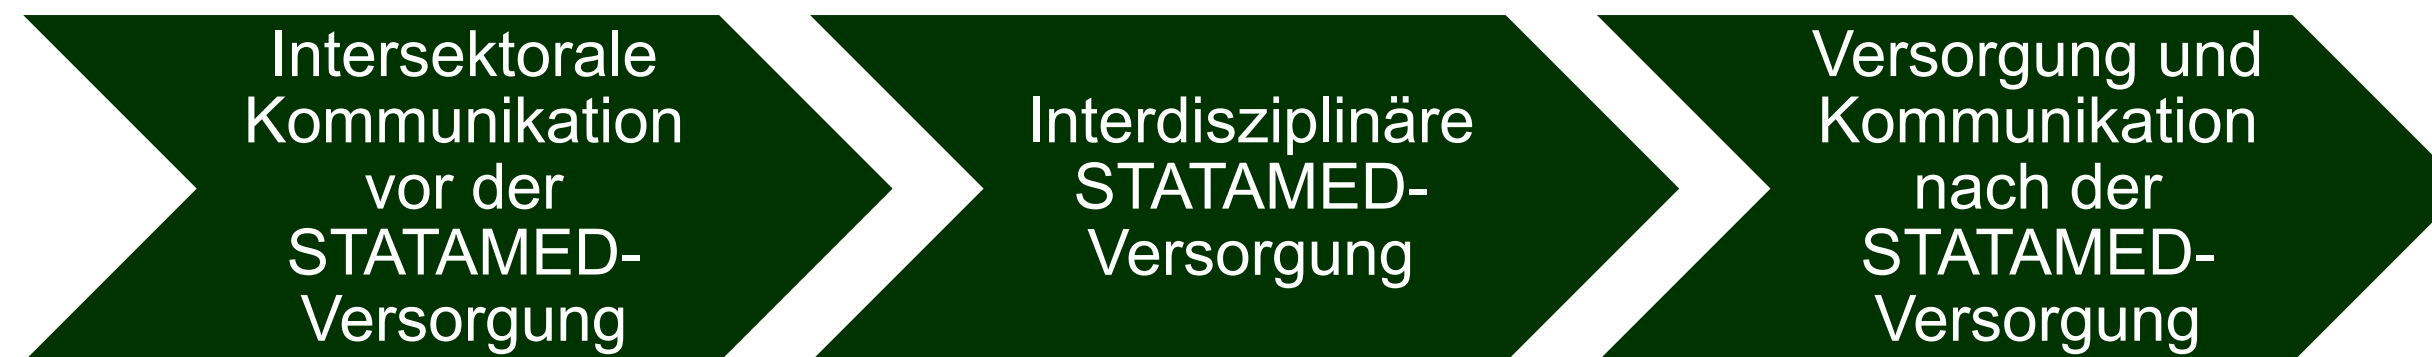 Intersektorale
Kommunikation
vor der
STATAMED-
Versorgung
Interdisziplinäre
STATAMED-
Versorgung
Versorgung und
Kommunikation
nach der
STATAMED-
Versorgung